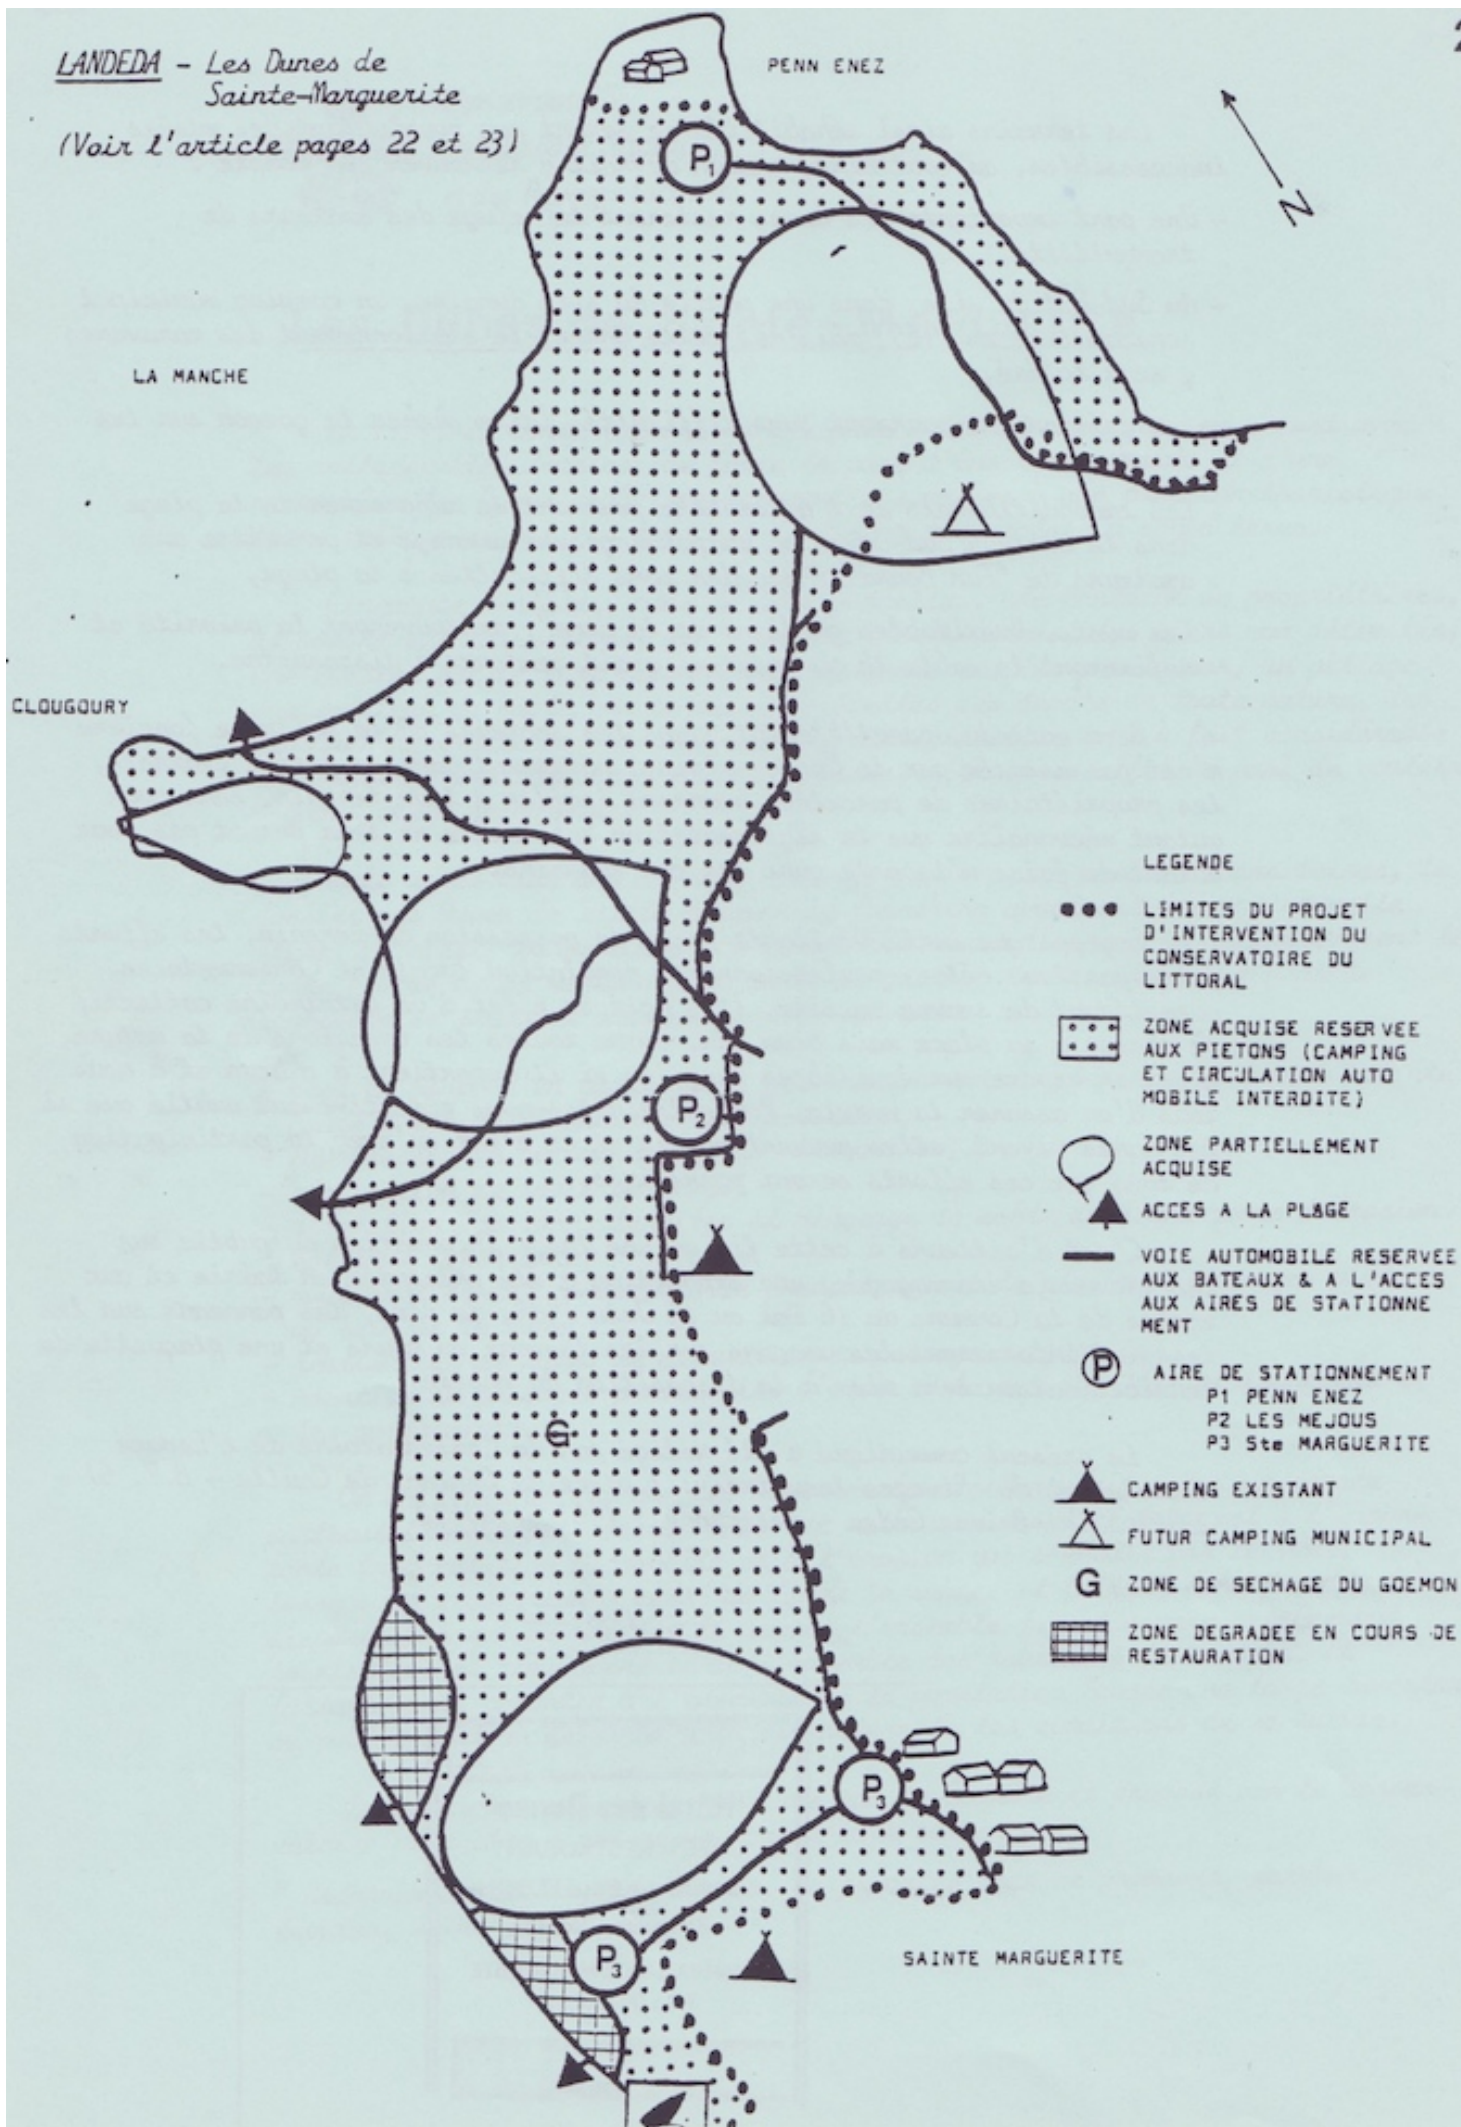 LANDEDA - Les Dunes de
Sainte-Marguerite
(Voir l'article pages 22 et 23)
PENN ENEZ
P1
N
LA MANCHE
CLOUGOURY
P2
G
P3
P3
SAINTE MARGUERITE
LEGENDE
LIMITES DU PROJET
D'INTERVENTION DU
CONSERVATOIRE DU
LITTORAL
ZONE ACQUISE RESERVEE
AUX PIETONS (CAMPING
ET CIRCULATION AUTO
MOBILE INTERDITE)
ZONE PARTIELLEMENT
ACQUISE
ACCES A LA PLAGE
VOIE AUTOMOBILE RESERVEE
AUX BATEAUX & A L'ACCES
AUX AIRES DE STATIONNE
MENT
P AIRE DE STATIONNEMENT
P1 PENN ENEZ
P2 LES MEJOUS
P3 Ste MARGUERITE
CAMPING EXISTANT
FUTUR CAMPING MUNICIPAL
G ZONE DE SECHAGE DU GOEMON
ZONE DEGRADEE EN COURS DE
RESTAURATION